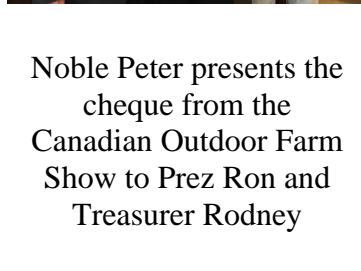 Noble Peter presents the
cheque from the
Canadian Outdoor Farm
Show to Prez Ron and
Treasurer Rodney